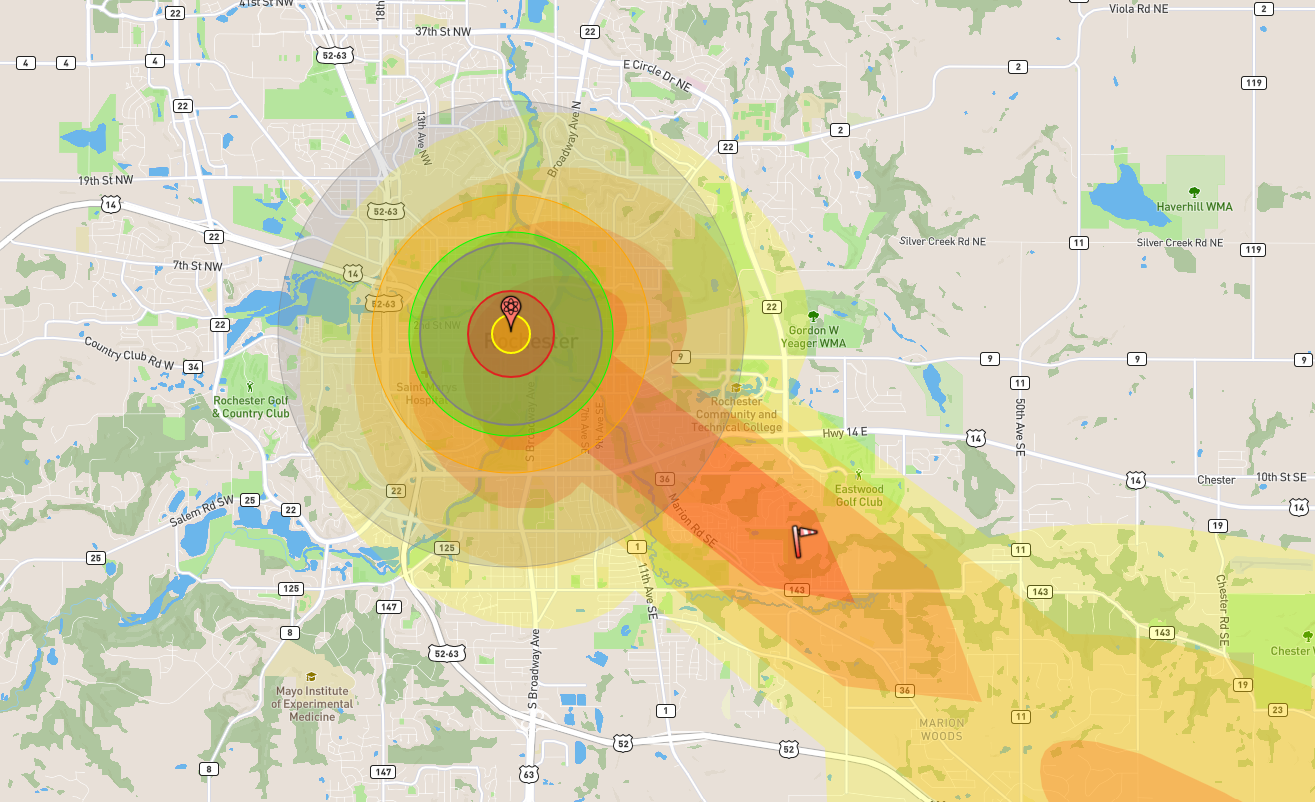 41st St NW
22
18th
Viola Rd NE
2
37th St NW
22
4
4
4
52-63
E Circle Dr NE
2
119
22
13th Ave NW
Broadway Ave N
2
22
19th St NW
14
52-63
Haverhill WMA
22
Silver Creek Rd NE
11
Silver Creek Rd NE
119
7th St NW
14
52-63
22
22
2nd St NW
Rochester
Gordon W
Yeager WMA
Country Club Rd W
34
9
9
9
9
11
Saint Marys
Hospital
Rochester Golf
& Country Club
Rochester
Community and
Technical College
S Broadway Ave
50th Ave SE
Hwy 14 E
14
36
14
Chester
10th St SE
22
Eastwood
Golf Club
25
22
Salem Rd SW
Marion Rd SE
14
19
125
1
11
25
125
143
143
11th Ave SE
Chester Rd SE
147
8
143
52-63
S Broadway Ave
19
Mayo Institute
of Experimental
Medicine
36
23
1
11
MARION
WOODS
52
52
8
147
63